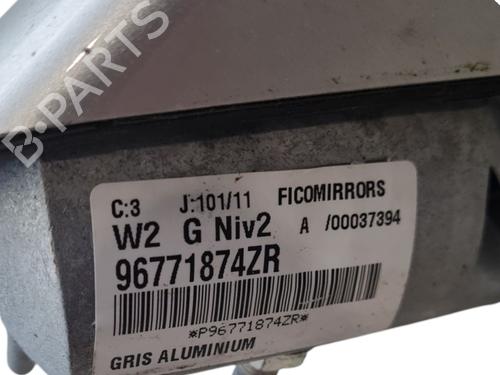 B-PARTS
C:3 J:101/11 FICOMIRRORS
W2 G Niv2 A /00037394
96771874ZR
*P96771874ZR*
GRIS ALUMINIUM